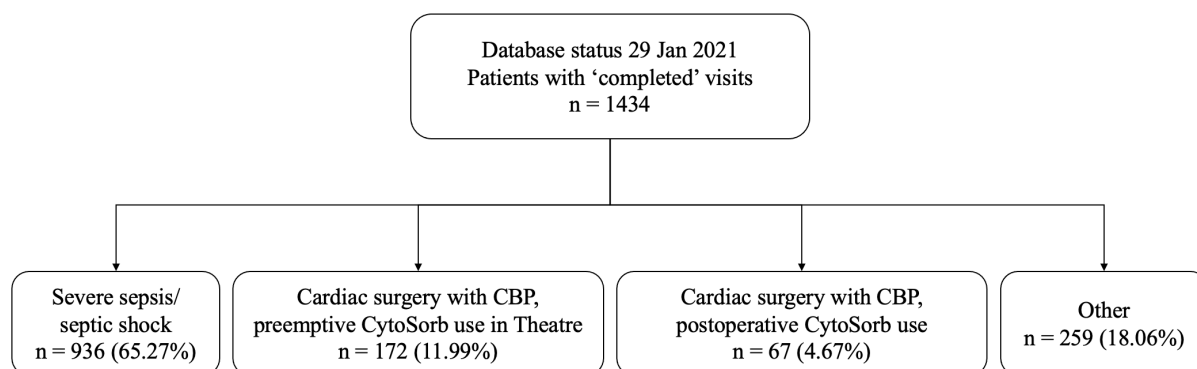 Database status 29 Jan 2021
Patients with ‘completed’ visits
n = 1434
Severe sepsis/
septic shock
n = 936 (65.27%)
Cardiac surgery with CBP,
preemptive CytoSorb use in Theatre
n = 172 (11.99%)
Cardiac surgery with CBP,
postoperative CytoSorb use
n = 67 (4.67%)
Other
n = 259 (18.06%)